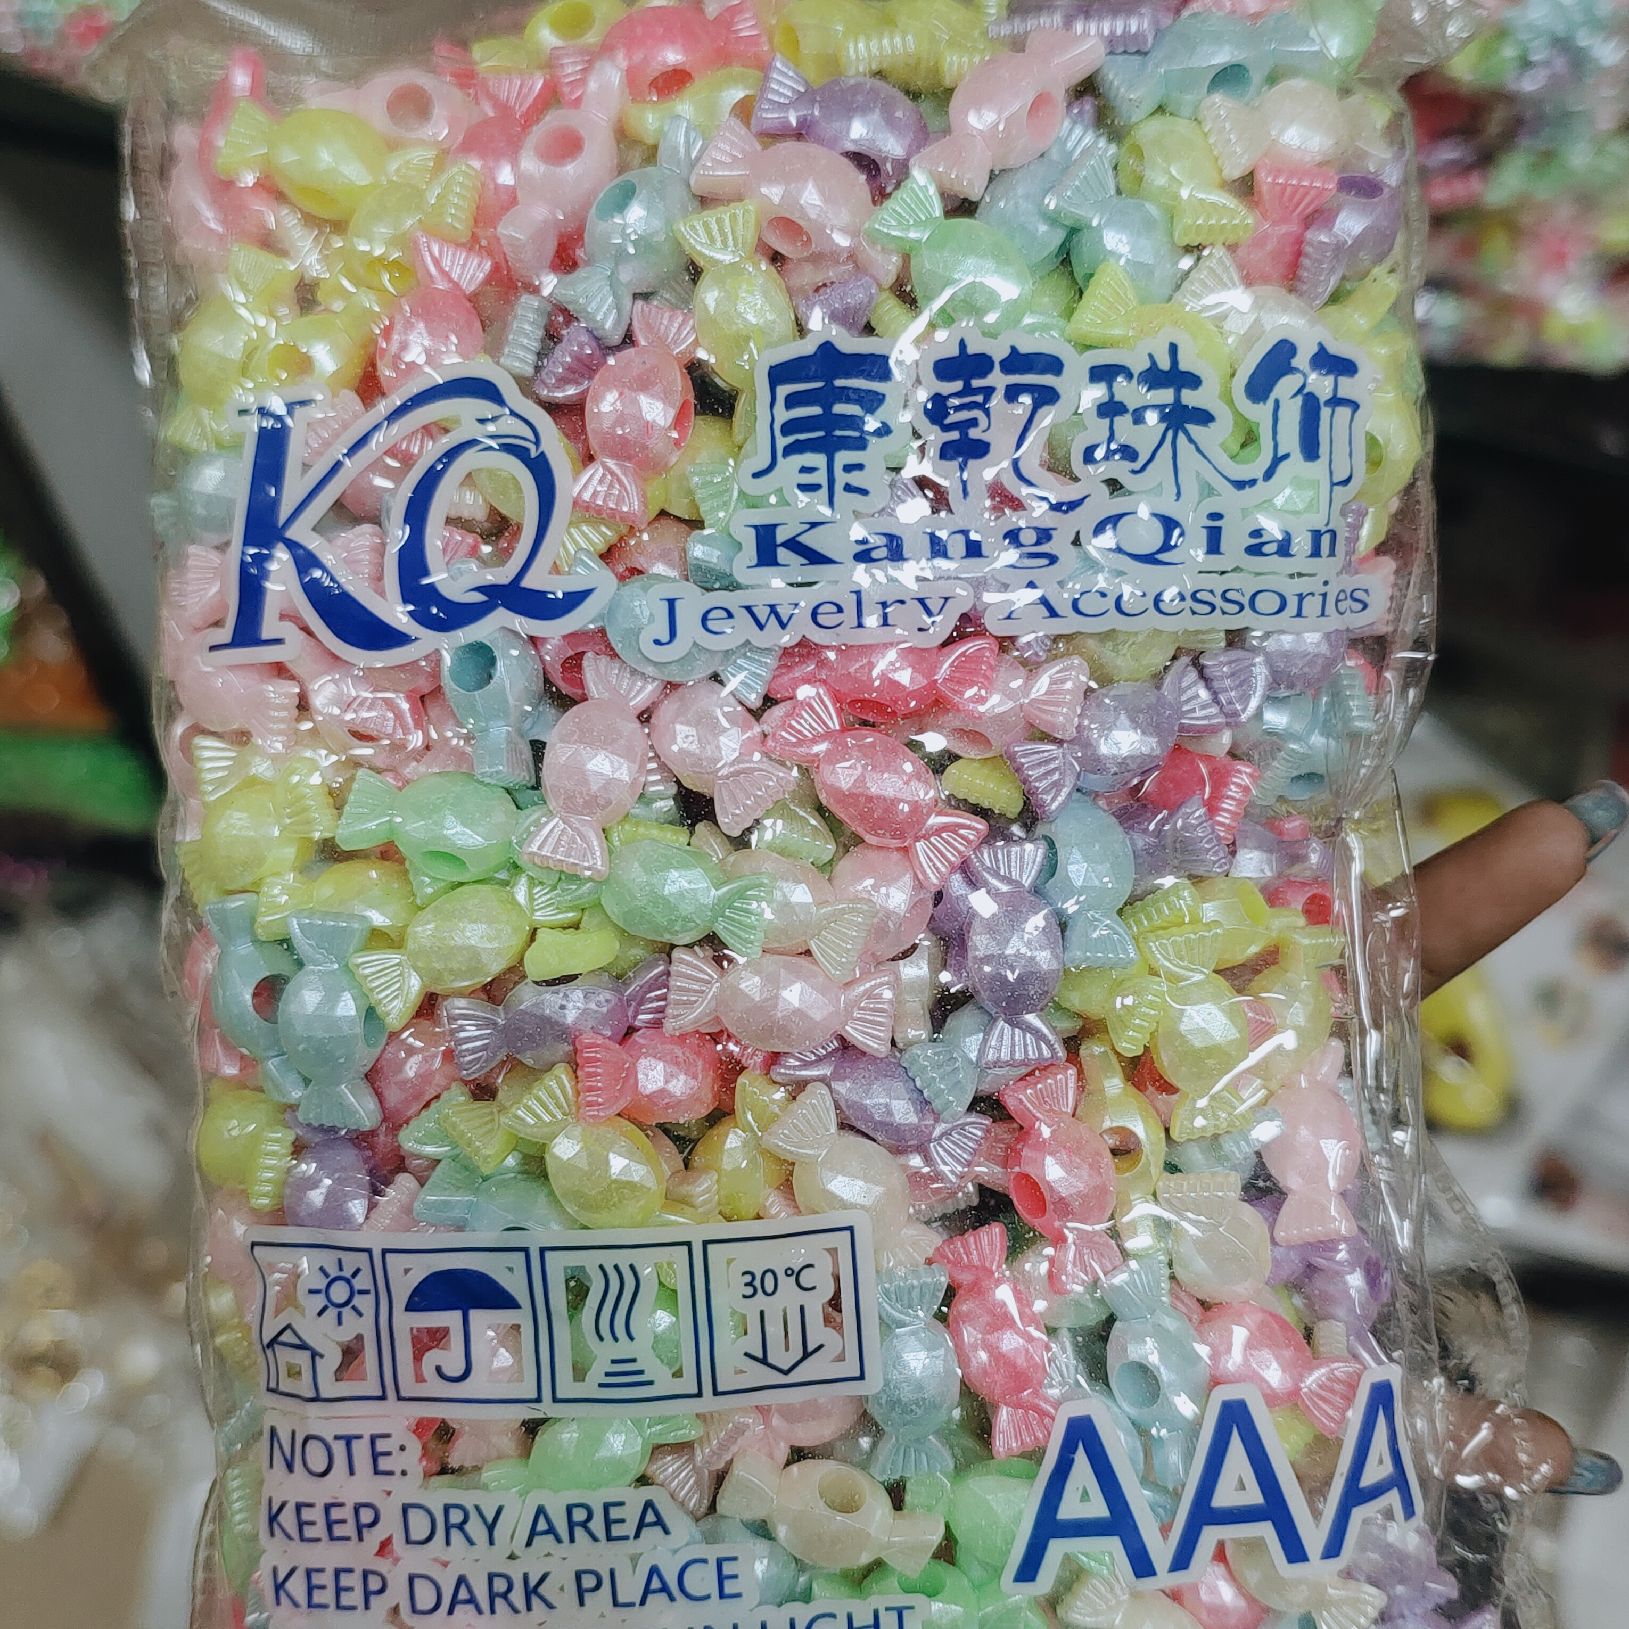 KQ
康乾珠饰
Kang Qian
Jewelry Accessories
30℃
NOTE:
KEEP DRY AREA
KEEP DARK PLACE
AAA